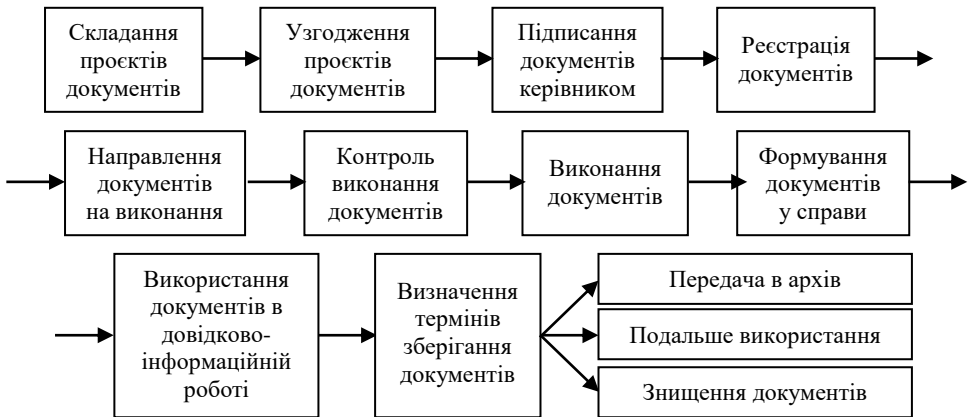 Складання
проєктів
документів
Узгодження
проєктів
документів
Підписання
документів
керівником
Реєстрація
документів
Направлення
документів
на виконання
Контроль
виконання
документів
Виконання
документів
Формування
документів
у справи
Використання
документів в
довідково-
інформаційній
роботі
Визначення
термінів
зберігання
документів
Передача в архів
Подальше використання
Знищення документів